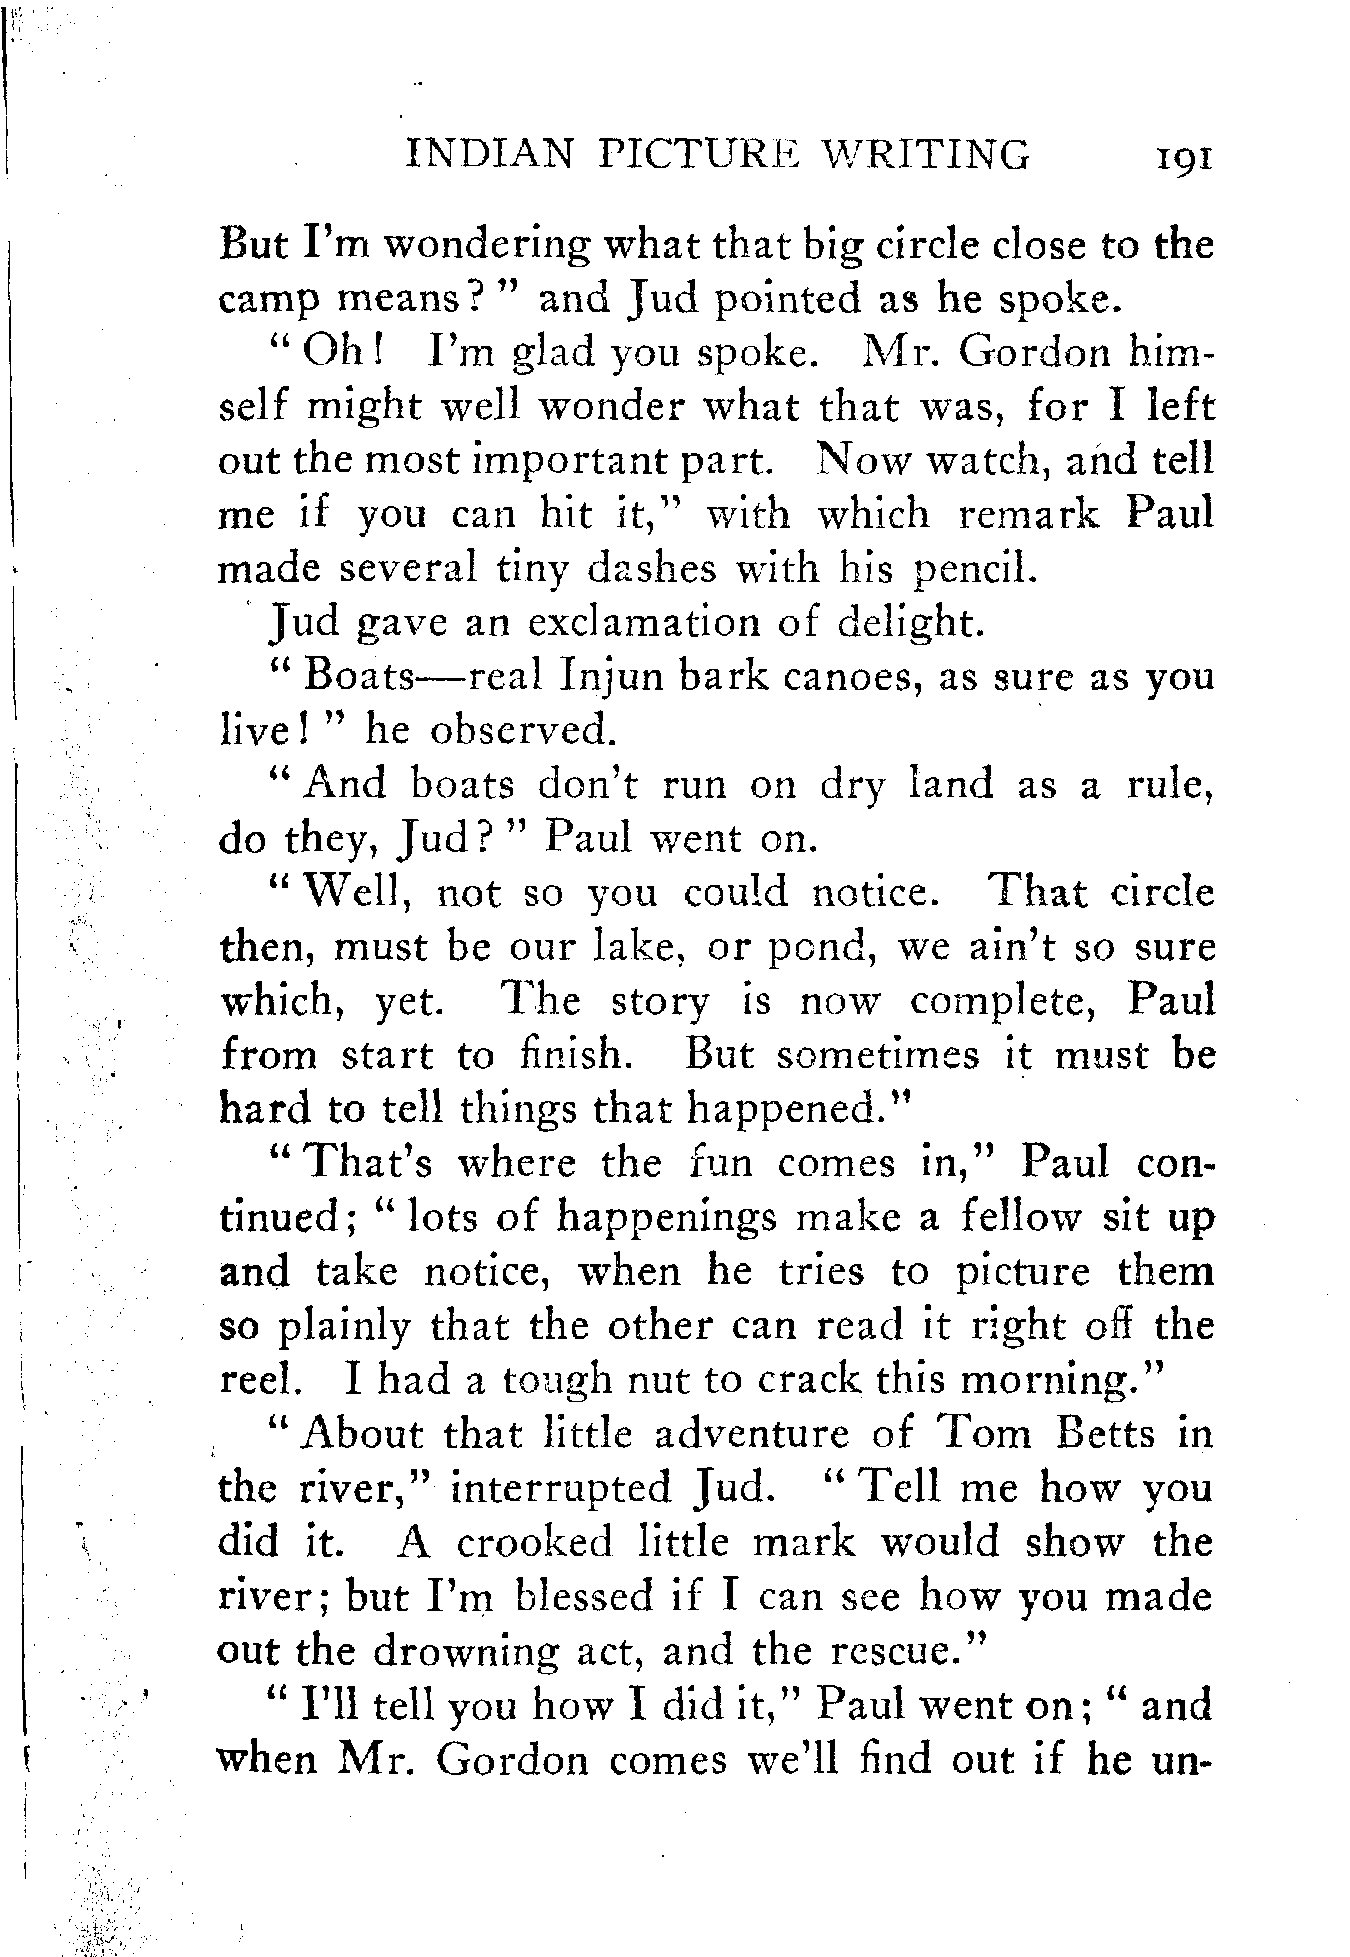 INDIAN PICTURE WRITING 191
But I'm wondering what that big circle close to the
camp means?" and Jud pointed as he spoke.
"Oh! I'm glad you spoke. Mr. Gordon him-
self might well wonder what that was, for I left
out the most important part. Now watch, and tell
me if you can hit it," with which remark Paul
made several tiny dashes with his pencil.
Jud gave an exclamation of delight.
"Boats—real Injun bark canoes, as sure as you
live!" he observed.
"And boats don't run on dry land as a rule,
do they, Jud?" Paul went on.
"Well, not so you could notice. That circle
then, must be our lake, or pond, we ain't so sure
which, yet. The story is now complete, Paul
from start to finish. But sometimes it must be
hard to tell things that happened."
"That's where the fun comes in," Paul con-
tinued; "lots of happenings make a fellow sit up
and take notice, when he tries to picture them
so plainly that the other can read it right off the
reel. I had a tough nut to crack this morning."
"About that little adventure of Tom Betts in
the river," interrupted Jud. "Tell me how you
did it. A crooked little mark would show the
river; but I'm blessed if I can see how you made
out the drowning act, and the rescue."
"I'll tell you how I did it," Paul went on; "and
when Mr. Gordon comes we'll find out if he un-